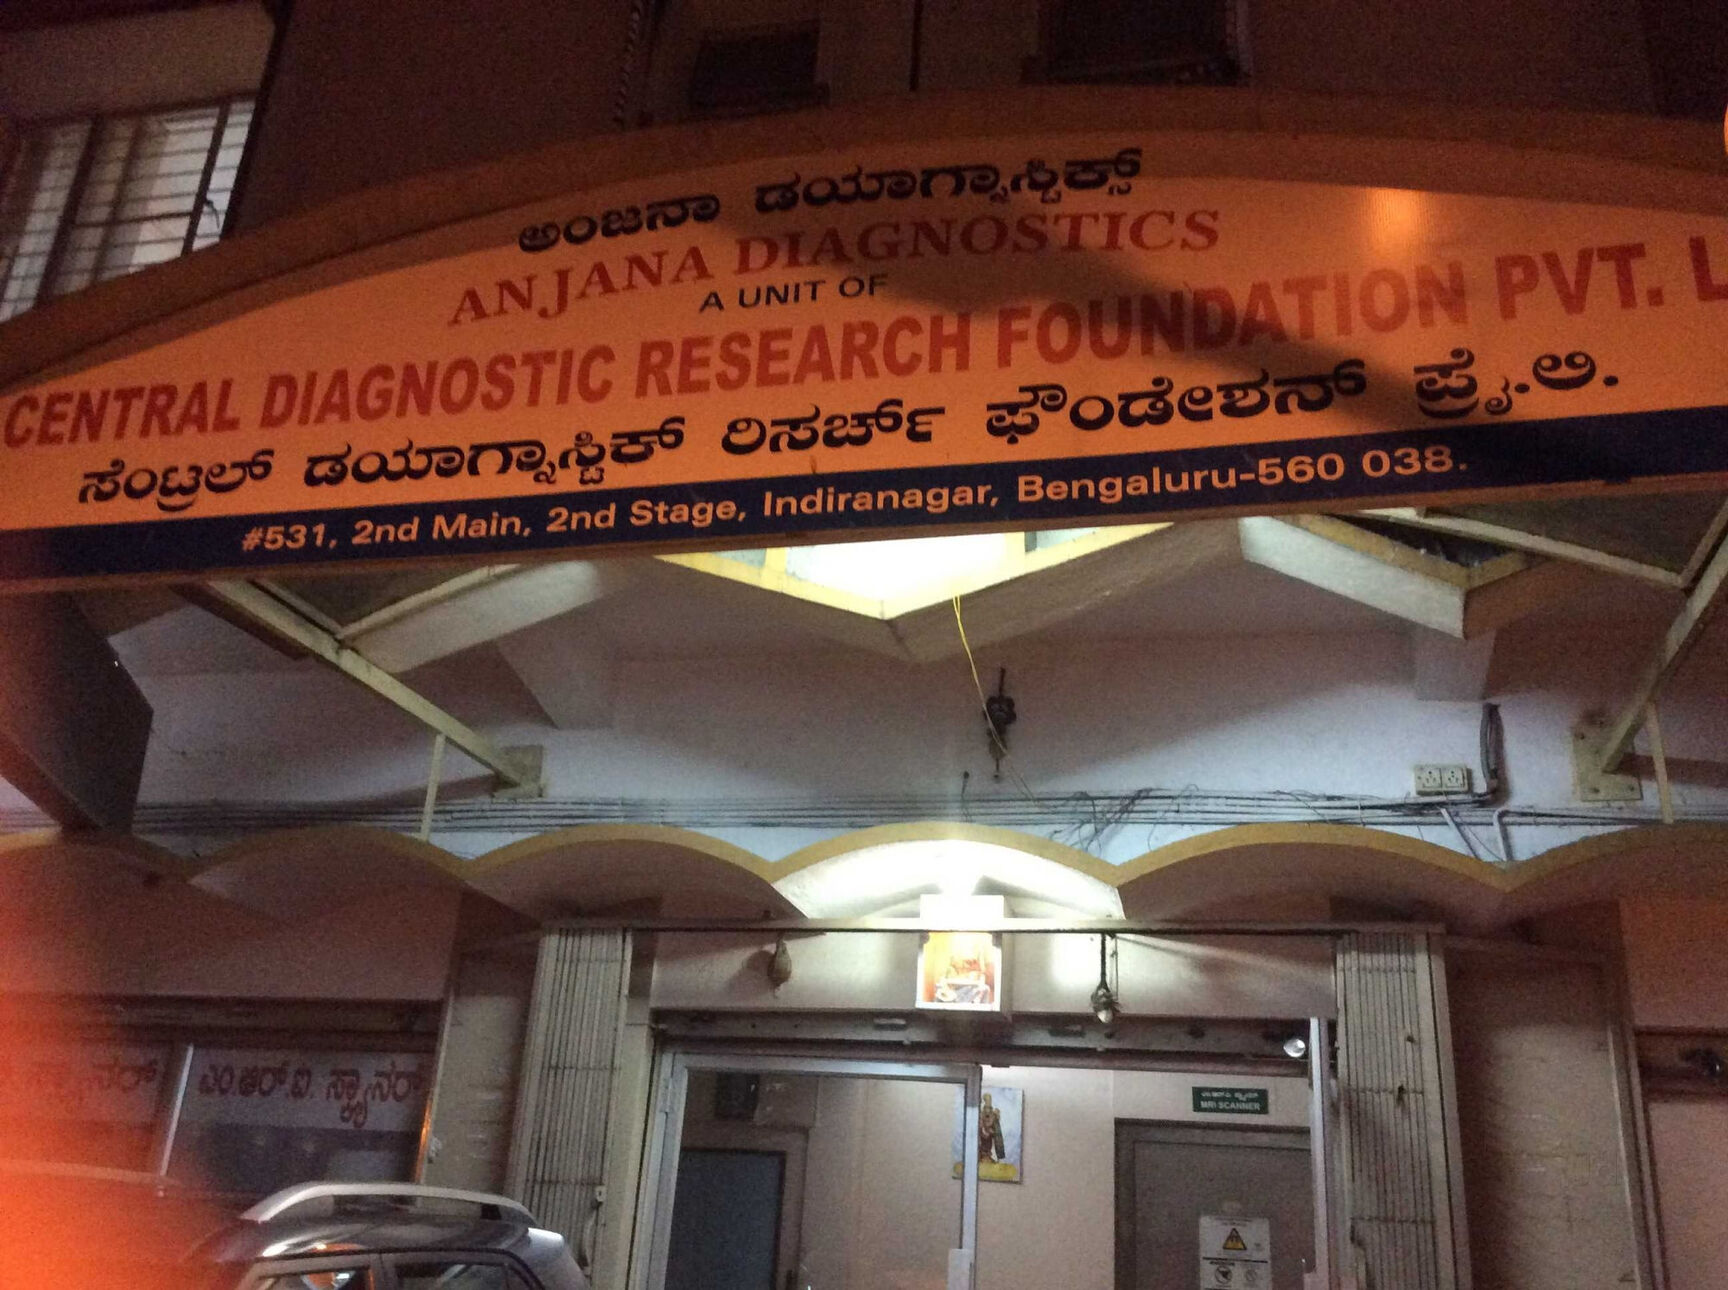 ಅಂಜನಾ ಡಯಾಗ್ನಾಸ್ಟಿಕ್ಸ್
ANJANA DIAGNOSTICS
A UNIT OF
CENTRAL DIAGNOSTIC RESEARCH FOUNDATION PVT. L
ಸೆಂಟ್ರಲ್ ಡಯಾಗ್ನಾಸ್ಟಿಕ್ ರಿಸರ್ಚ್ ಫೌಂಡೇಶನ್ ಪ್ರೈ.ಲಿ.
#531, 2nd Main, 2nd Stage, Indiranagar, Bengaluru-560 038.
ಎಂ.ಆರ್.ಐ. ಸ್ಕ್ಯಾನರ್
MRI SCANNER